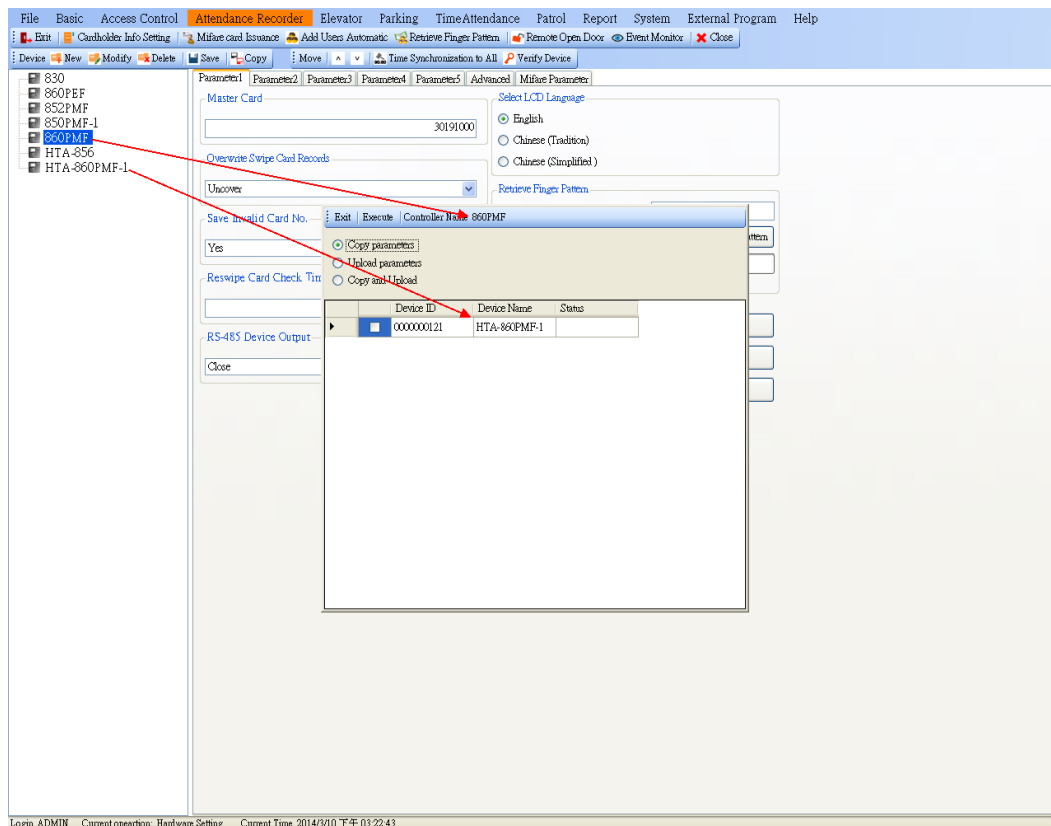 File Basic Access Control Attendance Recorder Elevator Parking TimeAttendance Patrol Report System External Program Help
Exit Cardholder Info Setting Mifare card Issuance Add Users Automatic Retrieve Finger Pattern Remote Open Door Event Monitor Close
Device New Modify Delete Save Copy Move Time Synchronization to All Verify Device
830
860PEF
852PMF
850PMF-1
860PMF
HTA-856
HTA-860PMF-1
Parameter1 Parameter2 Parameter3 Parameter4 Parameter5 Advanced Mifare Parameter
Master Card
30191000
Overwrite Swipe Card Records
Uncover
Save Invalid Card No.
Yes
Reswipe Card Check Tim
RS-485 Device Output
Close
Select LCD Language
English
Chinese (Tradition)
Chinese (Simplified )
Retrieve Finger Pattern
ttern
Exit Execute Controller Name 860PMF
Copy parameters
Upload parameters
Copy and Upload
Device ID Device Name Status
0000000121 HTA-860PMF-1
Login ADMIN Current opeartion: Hardware Setting Current Time 2014/3/10 下午 03:22:43